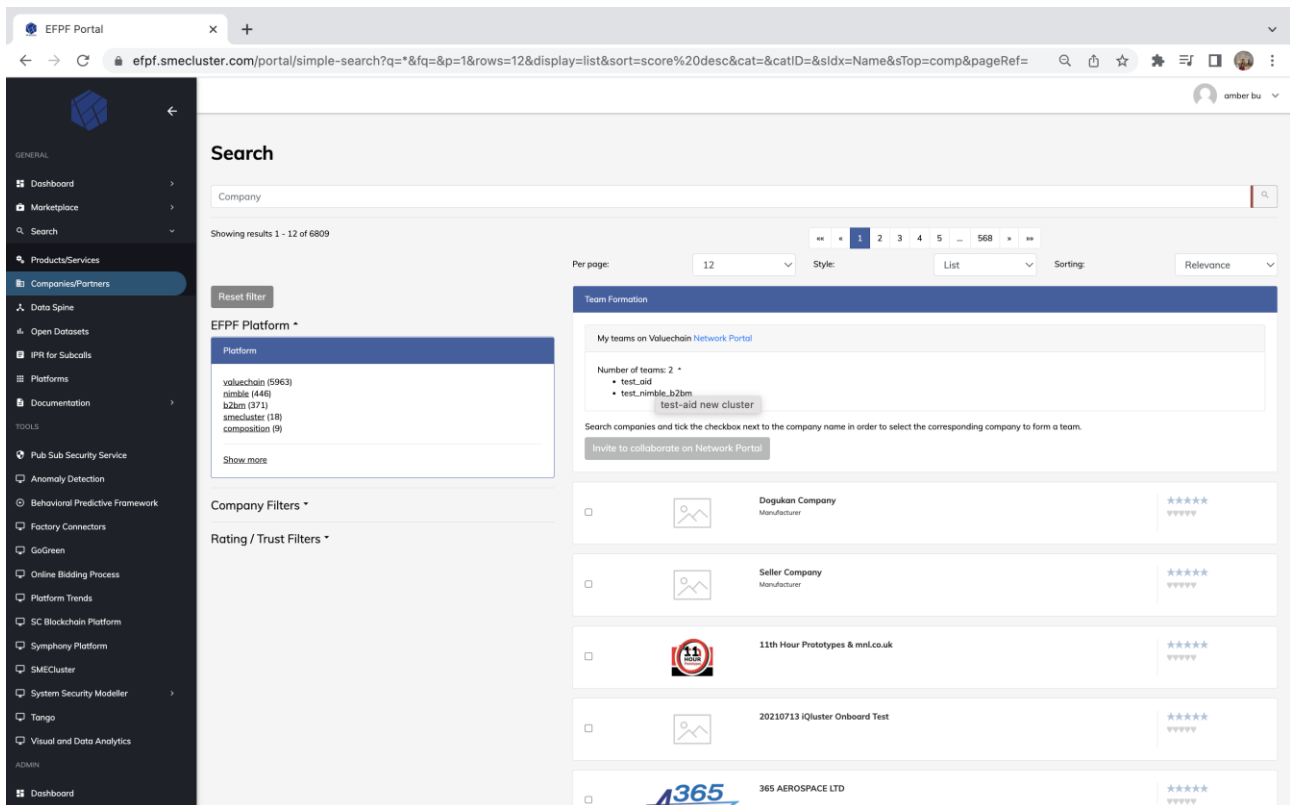 EFPF Portal
efpf.smecluster.com/portal/simple-search?q=*&fq=&p=1&rows=12&display=list&sort=score%20desc&cat=&catID=&sIdx=Name&sTop=comp&pageRef=
amber bu
GENERAL
Dashboard
Marketplace
Search
Products/Services
Companies/Partners
Data Spine
Open Datasets
IPR for Subcalls
Platforms
Documentation
TOOLS
Pub Sub Security Service
Anomaly Detection
Behavioral Predictive Framework
Factory Connectors
GoGreen
Online Bidding Process
Platform Trends
SC Blockchain Platform
Symphony Platform
SMECluster
System Security Modeller
Tango
Visual and Data Analytics
ADMIN
Dashboard
Search
Company
Showing results 1 - 12 of 6809
«« « 1 2 3 4 5 ... 568 » »»
Per page: 12 Style: List Sorting: Relevance
Reset filter
EFPF Platform
Platform
valuechain (5963)
nimble (446)
b2bm (371)
smecluster (18)
composition (9)
Show more
Company Filters
Rating / Trust Filters
Team Formation
My teams on Valuechain Network Portal
Number of teams: 2
• test_aid
• test_nimble_b2bm
test-aid new cluster
Search companies and tick the checkbox next to the company name in order to select the corresponding company to form a team.
Invite to collaborate on Network Portal
Dogukan Company
Manufacturer
Seller Company
Manufacturer
11
HOUR
11th Hour Prototypes & mnl.co.uk
20210713 iQluster Onboard Test
A365
365 AEROSPACE LTD